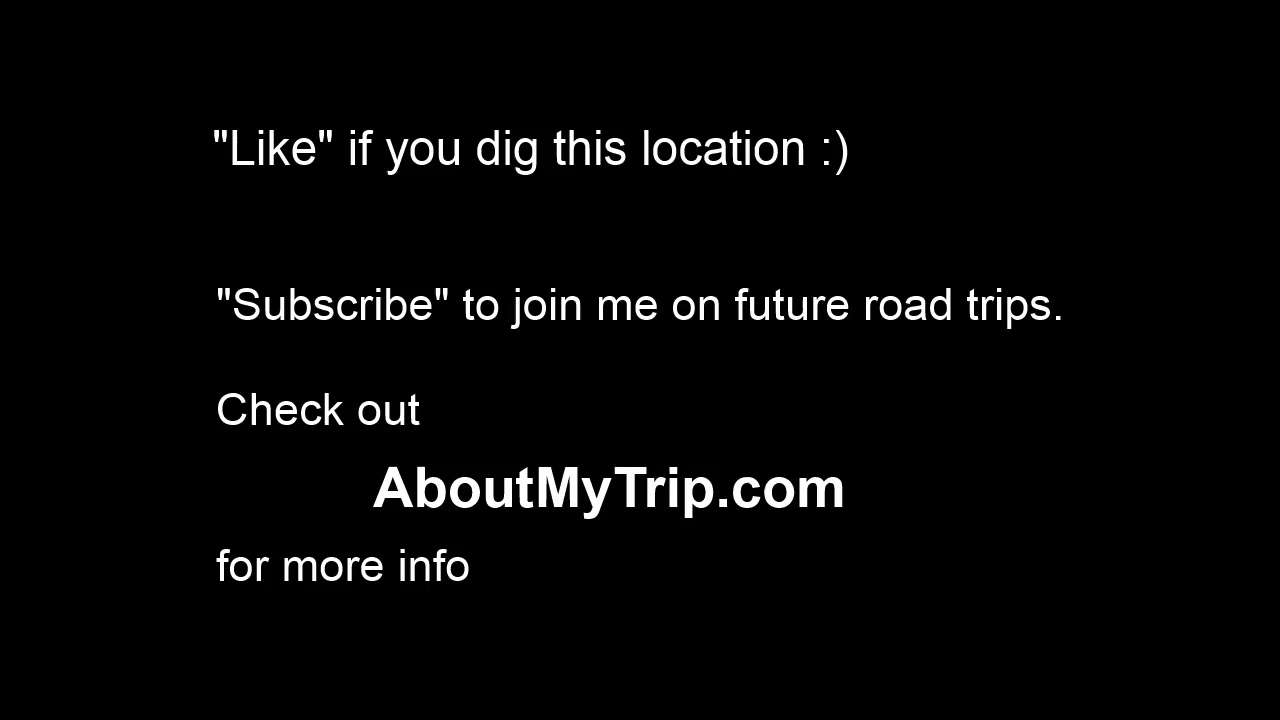 "Like" if you dig this location :)
"Subscribe" to join me on future road trips.
Check out
AboutMyTrip.com
for more info